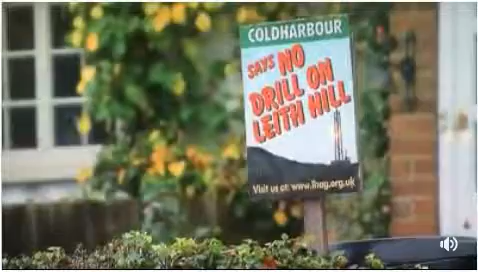 COLDHARBOUR
SAYS NO
DRILL ON
LEITH HILL
Visit us at: www.lhag.org.uk